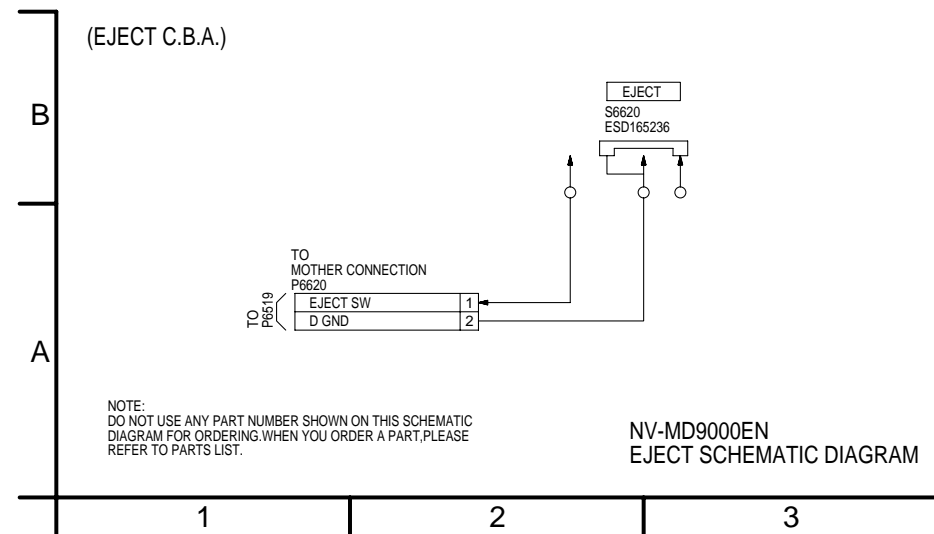 (EJECT C.B.A.)
B
EJECT
S6620
ESD165236
TO
MOTHER CONNECTION
P6620
TO
P6519
EJECT SW 1
D GND 2
A
NOTE:
DO NOT USE ANY PART NUMBER SHOWN ON THIS SCHEMATIC
DIAGRAM FOR ORDERING.WHEN YOU ORDER A PART,PLEASE
REFER TO PARTS LIST.
NV-MD9000EN
EJECT SCHEMATIC DIAGRAM
1 2 3